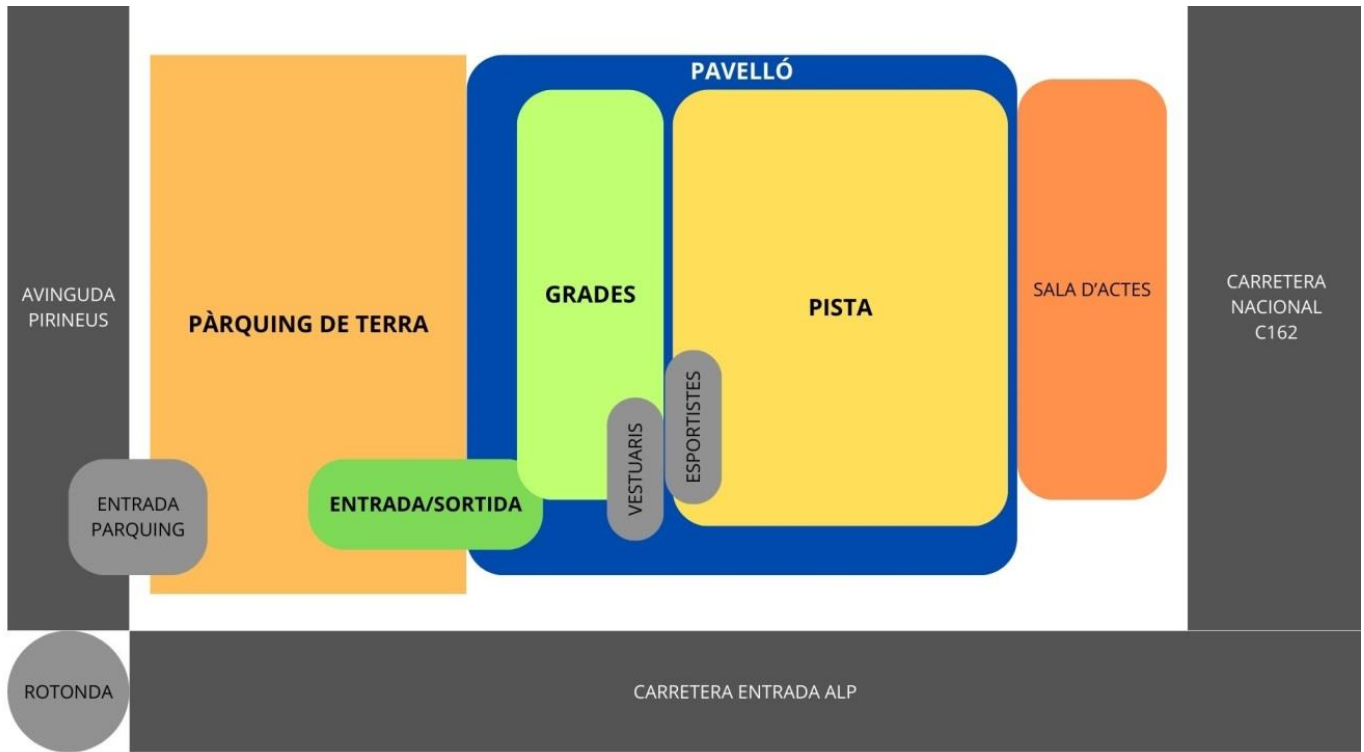 PAVELLÓ
AVINGUDA
PIRINEUS
PÀRQUING DE TERRA
GRADES
PISTA
SALA D'ACTES
CARRETERA
NACIONAL
C162
ESPORTISTES
VESTUARIS
ENTRADA
PARQUING
ENTRADA/SORTIDA
ROTONDA
CARRETERA ENTRADA ALP